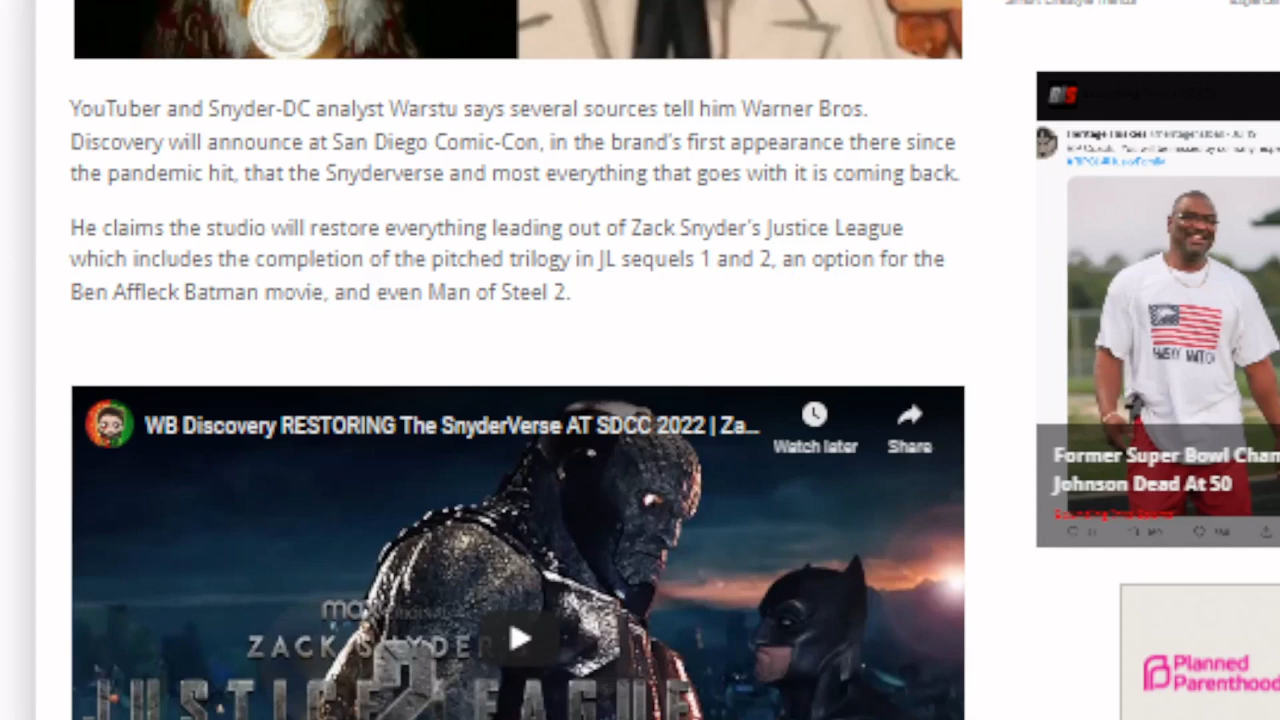 YouTuber and Snyder-DC analyst Warstu says several sources tell him Warner Bros.
Discovery will announce at San Diego Comic-Con, in the brand's first appearance there since
the pandemic hit, that the Snyderverse and most everything that goes with it is coming back.
He claims the studio will restore everything leading out of Zack Snyder's Justice League
which includes the completion of the pitched trilogy in JL sequels 1 and 2, an option for the
Ben Affleck Batman movie, and even Man of Steel 2.
WB Discovery RESTORING The SnyderVerse AT SDCC 2022 | Za...
Watch later
Share
ZACK SNYDER
JUSTICE LEAGUE
2
Former Super Bowl Cham
Johnson Dead At 50
Planned
Parenthood